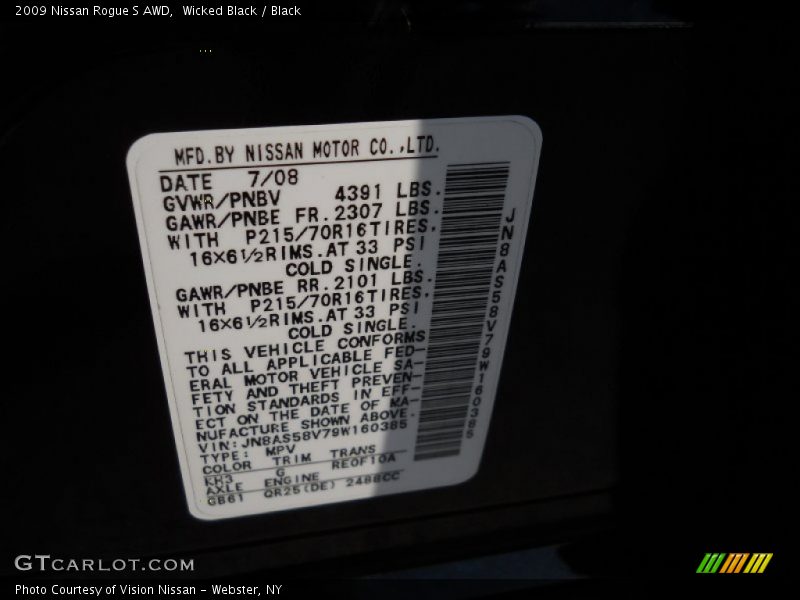 2009 Nissan Rogue S AWD,  Wicked Black / Black
MFD.BY NISSAN MOTOR CO.,LTD.
DATE 7/08
GVWR/PNBV 4391 LBS.
GAWR/PNBE FR.2307 LBS.
WITH P215/70R16TIRES.
16×6½RIMS.AT 33 PSI
COLD SINGLE.
GAWR/PNBE RR.2101 LBS.
WITH P215/70R16TIRES.
16×6½RIMS.AT 33 PSI
COLD SINGLE.
THIS VEHICLE CONFORMS
TO ALL APPLICABLE FED-
ERAL MOTOR VEHICLE SA-
FETY AND THEFT PREVEN-
TION STANDARDS IN EFF-
ECT ON THE DATE OF MA-
NUFACTURE SHOWN ABOVE.
VIN:JN8AS58V79W160385
TYPE: MPV
COLOR TRIM TRANS
KH3 G RE0F10A
AXLE ENGINE
GB61 QR25(DE) 2488CC
JN8AS58V79W160385
GTCARLOT.COM
Photo Courtesy of Vision Nissan – Webster, NY